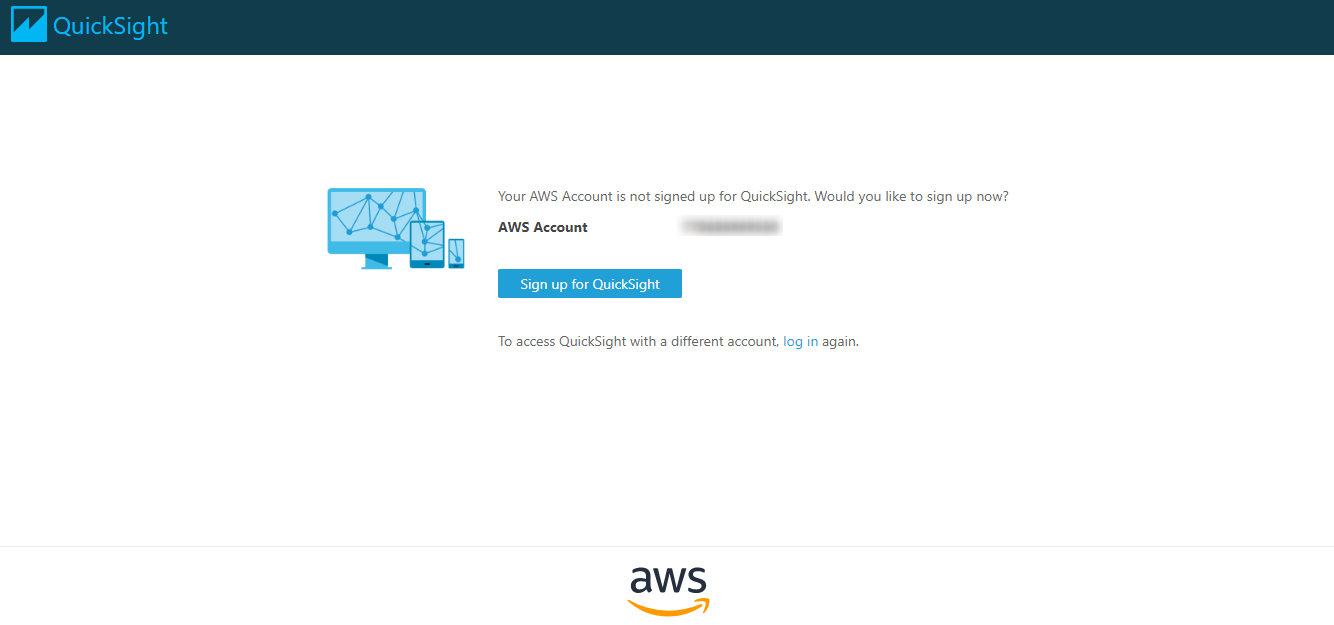 QuickSight
Your AWS Account is not signed up for QuickSight. Would you like to sign up now?
AWS Account
Sign up for QuickSight
To access QuickSight with a different account, log in again.
aws